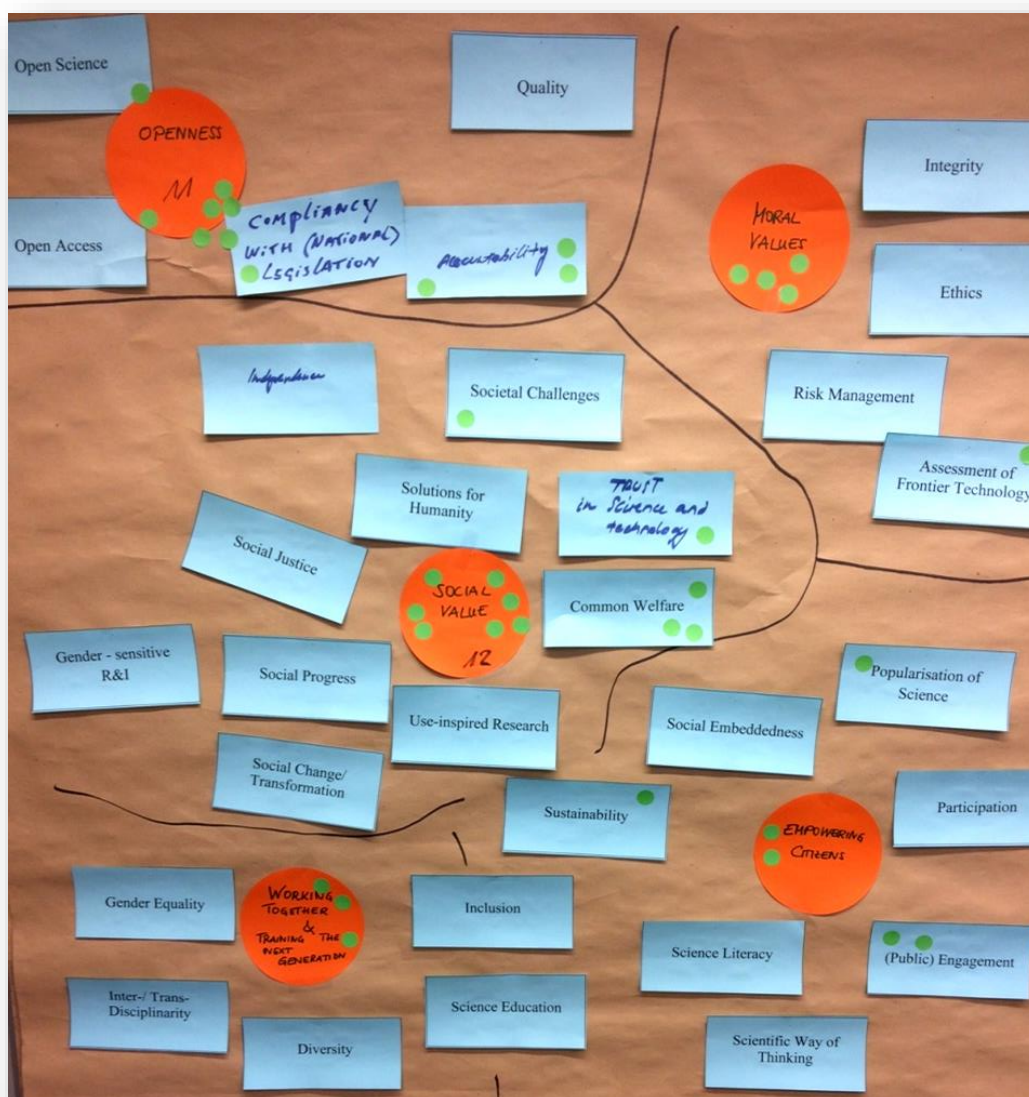 Open Science
OPENNESS
11
Open Access
Quality
COMPLIANCY
WITH (NATIONAL)
LEGISLATION
Accountability
MORAL
VALUES
Integrity
Ethics
Risk Management
Assessment of
Frontier Technology
Independence
Societal Challenges
Solutions for
Humanity
TRUST
in Science and
technology
Social Justice
SOCIAL
VALUE
12
Common Welfare
Gender - sensitive
R&I
Social Progress
Use-inspired Research
Social Change/
Transformation
Social Embeddedness
Popularisation of
Science
Sustainability
Participation
EMPOWERING
CITIZENS
Gender Equality
WORKING
TOGETHER
&
TRAINING THE
NEXT
GENERATION
Inclusion
Science Literacy
(Public) Engagement
Inter-/ Trans-
Disciplinarity
Science Education
Diversity
Scientific Way of
Thinking